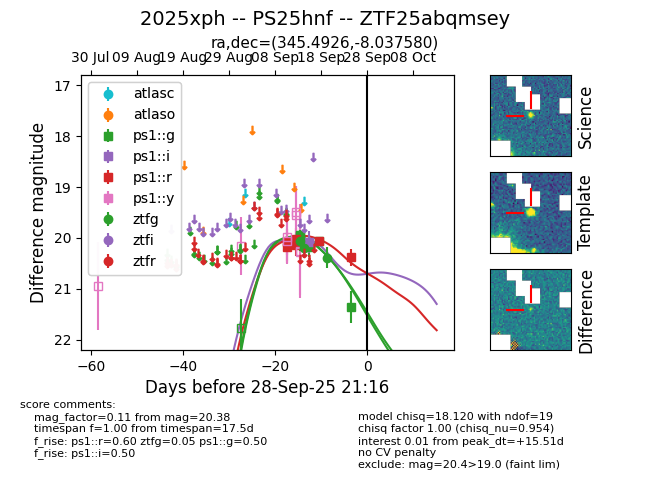 2025xph -- PS25hnf -- ZTF25abqmsey
ra,dec=(345.4926,-8.037580)
30 Jul 09 Aug 19 Aug 29 Aug 08 Sep 18 Sep 28 Sep 08 Oct
17
18
19
20
21
22
Difference magnitude
atlasc
atlaso
ps1::g
ps1::i
ps1::r
ps1::y
ztfg
ztfi
ztfr
−60 −40 −20 0
Days before 28-Sep-25 21:16
Science
Template
Difference
score comments:
mag_factor=0.11 from mag=20.38
timespan f=1.00 from timespan=17.5d
f_rise: ps1::r=0.60 ztfg=0.05 ps1::g=0.50
f_rise: ps1::i=0.50
model chisq=18.120 with ndof=19
chisq factor 1.00 (chisq_nu=0.954)
interest 0.01 from peak_dt=+15.51d
no CV penalty
exclude: mag=20.4>19.0 (faint lim)